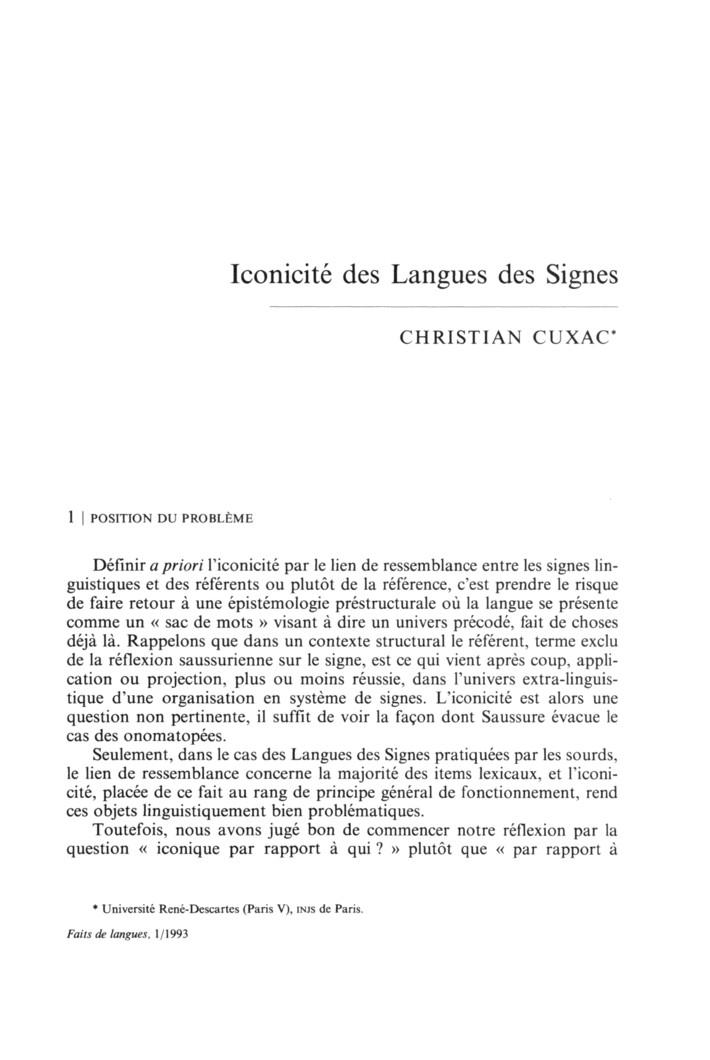 Iconicité des Langues des Signes
CHRISTIAN CUXAC*
1 | POSITION DU PROBLÈME
Définir a priori l'iconicité par le lien de ressemblance entre les signes lin-
guistiques et des référents ou plutôt de la référence, c'est prendre le risque
de faire retour à une épistémologie préstructurale où la langue se présente
comme un « sac de mots » visant à dire un univers précodé, fait de choses
déjà là. Rappelons que dans un contexte structural le référent, terme exclu
de la réflexion saussurienne sur le signe, est ce qui vient après coup, appli-
cation ou projection, plus ou moins réussie, dans l'univers extra-linguis-
tique d'une organisation en système de signes. L'iconicité est alors une
question non pertinente, il suffit de voir la façon dont Saussure évacue le
cas des onomatopées.
Seulement, dans le cas des Langues des Signes pratiquées par les sourds,
le lien de ressemblance concerne la majorité des items lexicaux, et l'iconi-
cité, placée de ce fait au rang de principe général de fonctionnement, rend
ces objets linguistiquement bien problématiques.
Toutefois, nous avons jugé bon de commencer notre réflexion par la
question « iconique par rapport à qui ? » plutôt que « par rapport à
* Université René-Descartes (Paris V), INJS de Paris.
Faits de langues, 1/1993